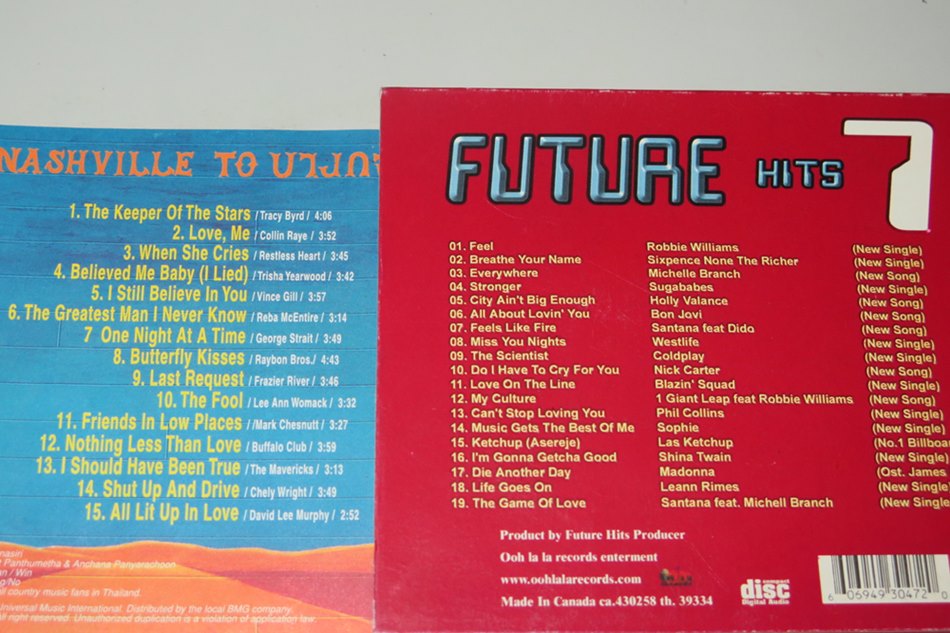 NASHVILLE TO
1. The Keeper Of The Stars / Tracy Byrd / 4:06
2. Love, Me / Collin Raye / 3:52
3. When She Cries / Restless Heart / 3:45
4. Believed Me Baby (I Lied) / Trisha Yearwood / 3:42
5. I Still Believe In You / Vince Gill / 3:57
6. The Greatest Man I Never Know / Reba McEntire / 3:14
7 One Night At A Time / George Strait / 3:49
8. Butterfly Kisses / Raybon Bros./ 4:43
9. Last Request / Frazier River / 3:46
10. The Fool / Lee Ann Womack / 3:32
11. Friends In Low Places //Mark Chesnutt / 3:27
12. Nothing Less Than Love / Buffalo Club / 3:59
13. I Should Have Been True / The Mavericks / 3:13
14. Shut Up And Drive / Chely Wright / 3:49
15. All Lit Up In Love / David Lee Murphy / 2:52
nasiri
Panthumetha & Anchana Panyarachoon
/ Win
g/No
all country music fans in Thailand.
Universal Music International. Distributed by the local BMG company.
all right reserved. Unauthorized duplication is a violation of application law.
FUTURE HITS 7
01. Feel Robbie Williams (New Single)
02. Breathe Your Name Sixpence None The Richer (New Single)
03. Everywhere Michelle Branch (New Song)
04. Stronger Sugababes (New Single)
05. City Ain't Big Enough Holly Valance (New Song)
06. All About Lovin' You Bon Jovi (New Single)
07. Feels Like Fire Santana feat Dido (New Song)
08. Miss You Nights Westlife (New Single)
09. The Scientist Coldplay (New Single)
10. Do I Have To Cry For You Nick Carter (New Song)
11. Love On The Line Blazin' Squad (New Single)
12. My Culture 1 Giant Leap feat Robbie Williams (New Song)
13. Can't Stop Loving You Phil Collins (New Single)
14. Music Gets The Best Of Me Sophie (New Single)
15. Ketchup (Asereje) Las Ketchup (No.1 Billboa
16. I'm Gonna Getcha Good Shina Twain (New Single
17. Die Another Day Madonna (Ost. James
18. Life Goes On Leann Rimes (New Single
19. The Game Of Love Santana feat. Michell Branch (New Single
Product by Future Hits Producer
Ooh la la records enterment
www.oohlalarecords.com
Made In Canada ca.430258 th. 39334
COMPACT
disc
Digital Audio
6 06949 30472 0